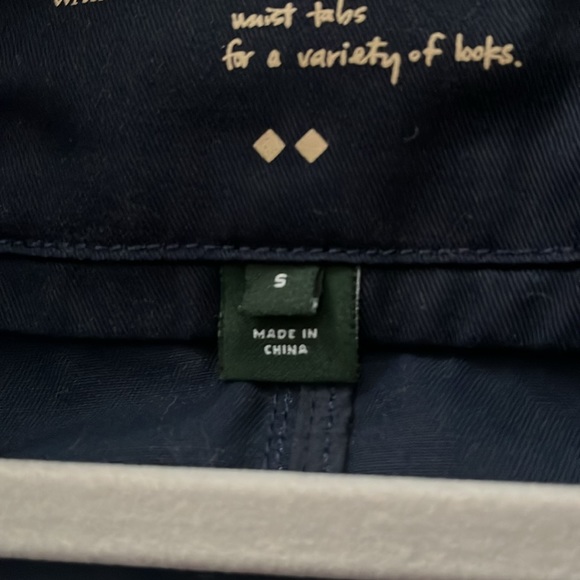 waist tabs
for a variety of looks.
S
MADE IN
CHINA